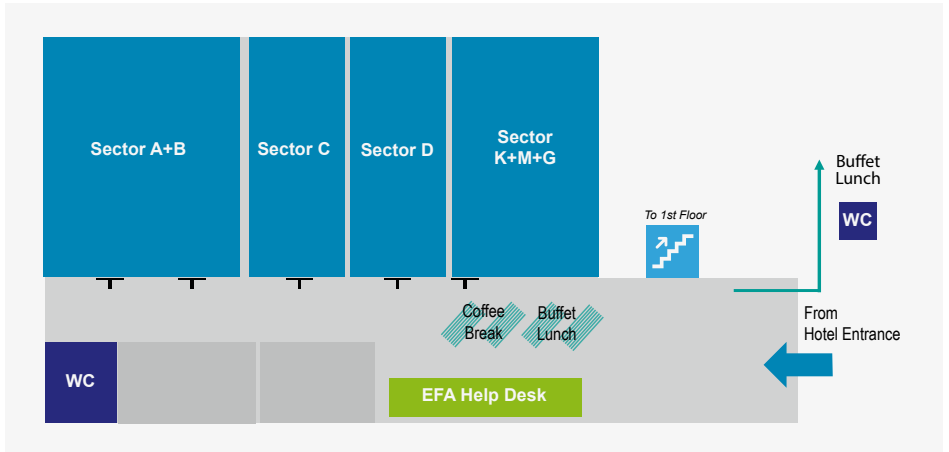 Sector A+B
Sector C
Sector D
Sector
K+M+G
To 1st Floor
Buffet
Lunch
WC
Coffee
Break
Buffet
Lunch
From
Hotel Entrance
WC
EFA Help Desk